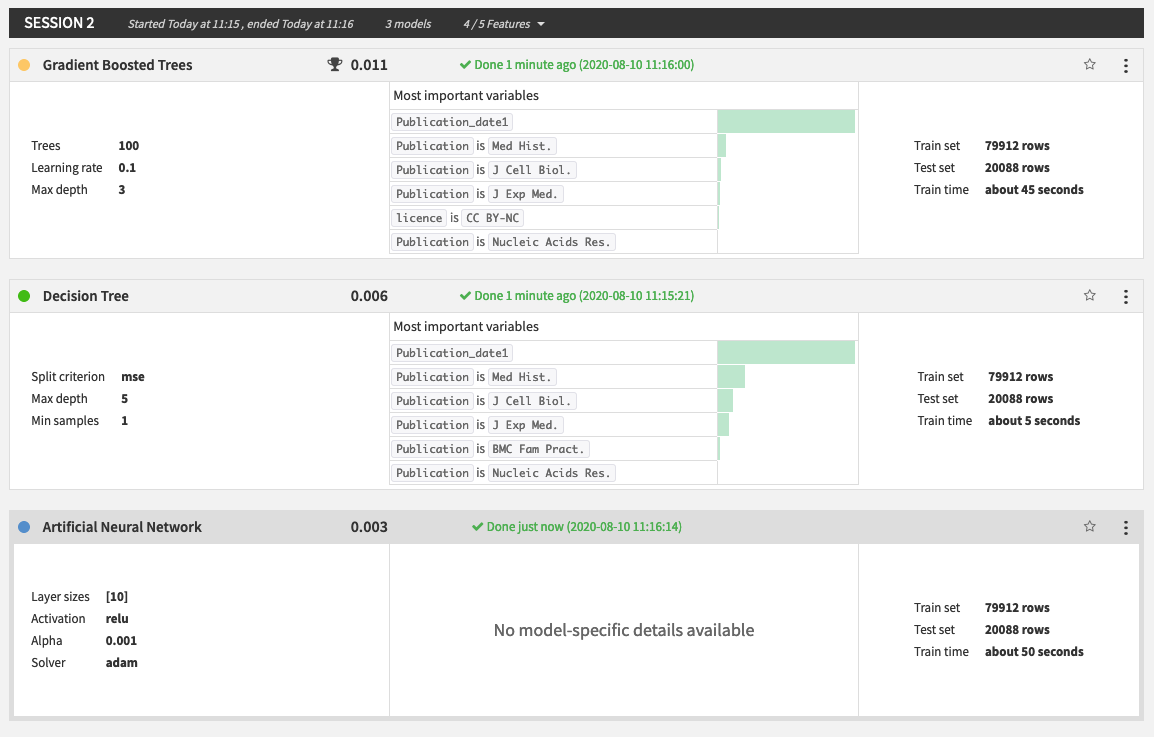 SESSION 2 Started Today at 11:15 , ended Today at 11:16 3 models 4 / 5 Features
Gradient Boosted Trees 0.011 Done 1 minute ago (2020-08-10 11:16:00)
Most important variables
Publication_date1
Trees 100
Learning rate 0.1
Max depth 3
Publication is Med Hist.
Publication is J Cell Biol.
Publication is J Exp Med.
licence is CC BY-NC
Publication is Nucleic Acids Res.
Train set 79912 rows
Test set 20088 rows
Train time about 45 seconds
Decision Tree 0.006 Done 1 minute ago (2020-08-10 11:15:21)
Most important variables
Publication_date1
Split criterion mse
Max depth 5
Min samples 1
Publication is Med Hist.
Publication is J Cell Biol.
Publication is J Exp Med.
Publication is BMC Fam Pract.
Publication is Nucleic Acids Res.
Train set 79912 rows
Test set 20088 rows
Train time about 5 seconds
Artificial Neural Network 0.003 Done just now (2020-08-10 11:16:14)
Layer sizes [10]
Activation relu
Alpha 0.001
Solver adam
No model-specific details available
Train set 79912 rows
Test set 20088 rows
Train time about 50 seconds